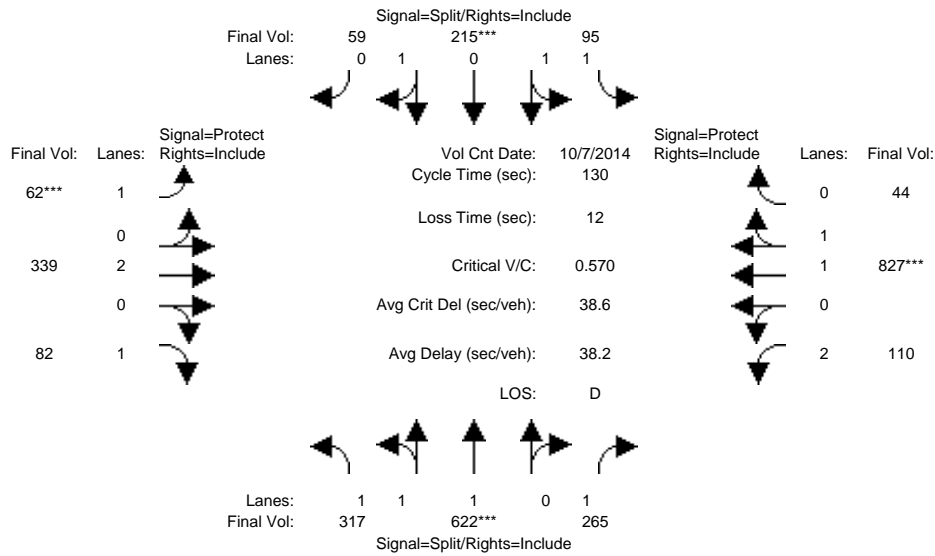 Signal=Split/Rights=Include
Final Vol: 59 215*** 95
Lanes: 0 1 0 1 1
Signal=Protect
Final Vol: Lanes: Rights=Include
Vol Cnt Date: 10/7/2014
Signal=Protect
Rights=Include Lanes: Final Vol:
Cycle Time (sec): 130
62*** 1
0 44
Loss Time (sec): 12
0
1
339 2
Critical V/C: 0.570
1 827***
0
Avg Crit Del (sec/veh): 38.6
0
82 1
Avg Delay (sec/veh): 38.2
2 110
LOS: D
Lanes: 1 1 1 0 1
Final Vol: 317 622*** 265
Signal=Split/Rights=Include